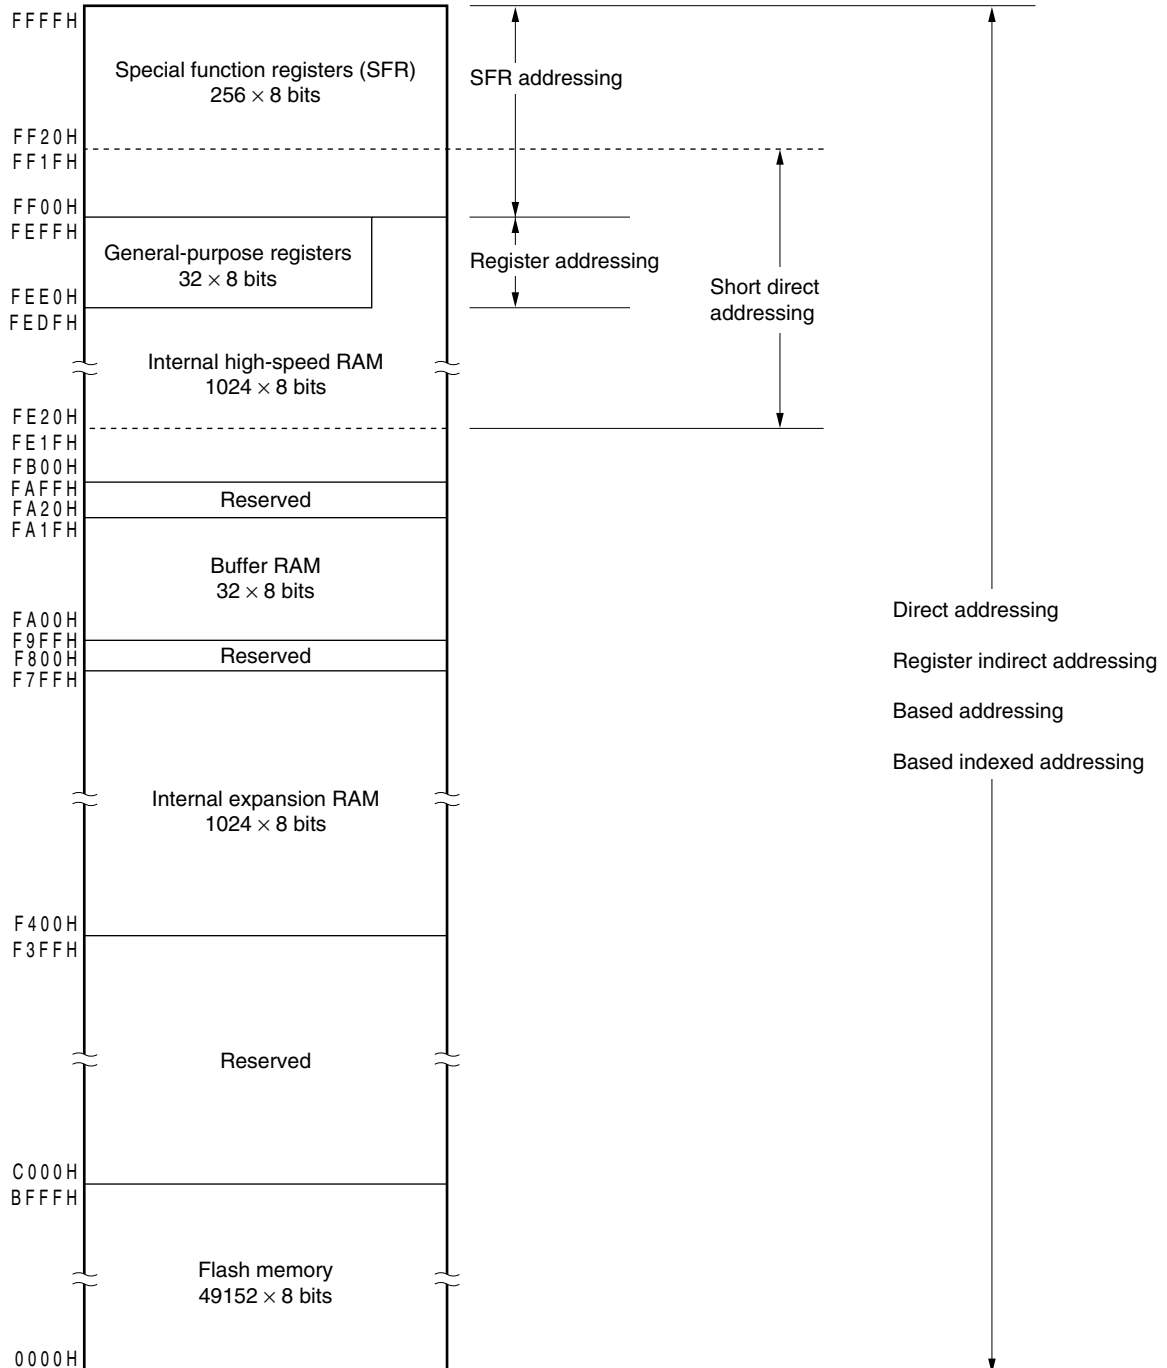 FFFFH
Special function registers (SFR)
256 × 8 bits
SFR addressing
FF20H
FF1FH
FF00H
FEFFH
General-purpose registers
32 × 8 bits
Register addressing
Short direct
addressing
FEE0H
FEDFH
Internal high-speed RAM
1024 × 8 bits
FE20H
FE1FH
FB00H
FAFFH
Reserved
FA20H
FA1FH
Buffer RAM
32 × 8 bits
FA00H
F9FFH
Reserved
F800H
F7FFH
Direct addressing
Register indirect addressing
Based addressing
Based indexed addressing
Internal expansion RAM
1024 × 8 bits
F400H
F3FFH
Reserved
C000H
BFFFH
Flash memory
49152 × 8 bits
0000H